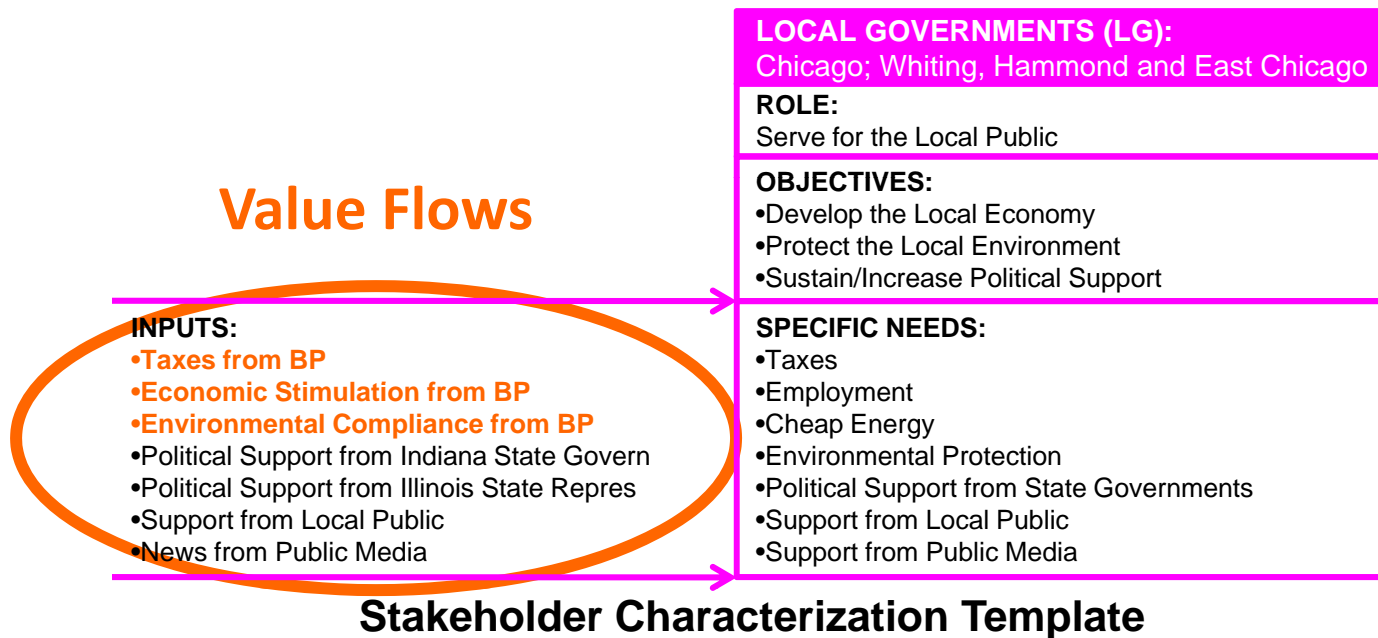 LOCAL GOVERNMENTS (LG):
Chicago; Whiting, Hammond and East Chicago
ROLE:
Serve for the Local Public
OBJECTIVES:
•Develop the Local Economy
•Protect the Local Environment
•Sustain/Increase Political Support
Value Flows
INPUTS:
•Taxes from BP
•Economic Stimulation from BP
•Environmental Compliance from BP
•Political Support from Indiana State Govern
•Political Support from Illinois State Repres
•Support from Local Public
•News from Public Media
SPECIFIC NEEDS:
•Taxes
•Employment
•Cheap Energy
•Environmental Protection
•Political Support from State Governments
•Support from Local Public
•Support from Public Media
Stakeholder Characterization Template